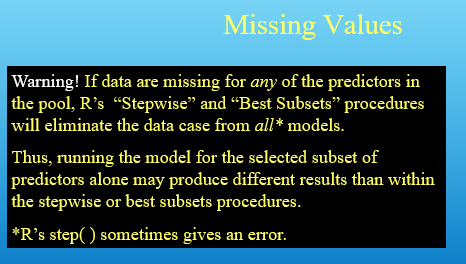 Missing Values
Warning! If data are missing for any of the predictors in
the pool, R’s “Stepwise” and “Best Subsets” procedures
will eliminate the data case from all* models.
Thus, running the model for the selected subset of
predictors alone may produce different results than within
the stepwise or best subsets procedures.
*R’s step( ) sometimes gives an error.